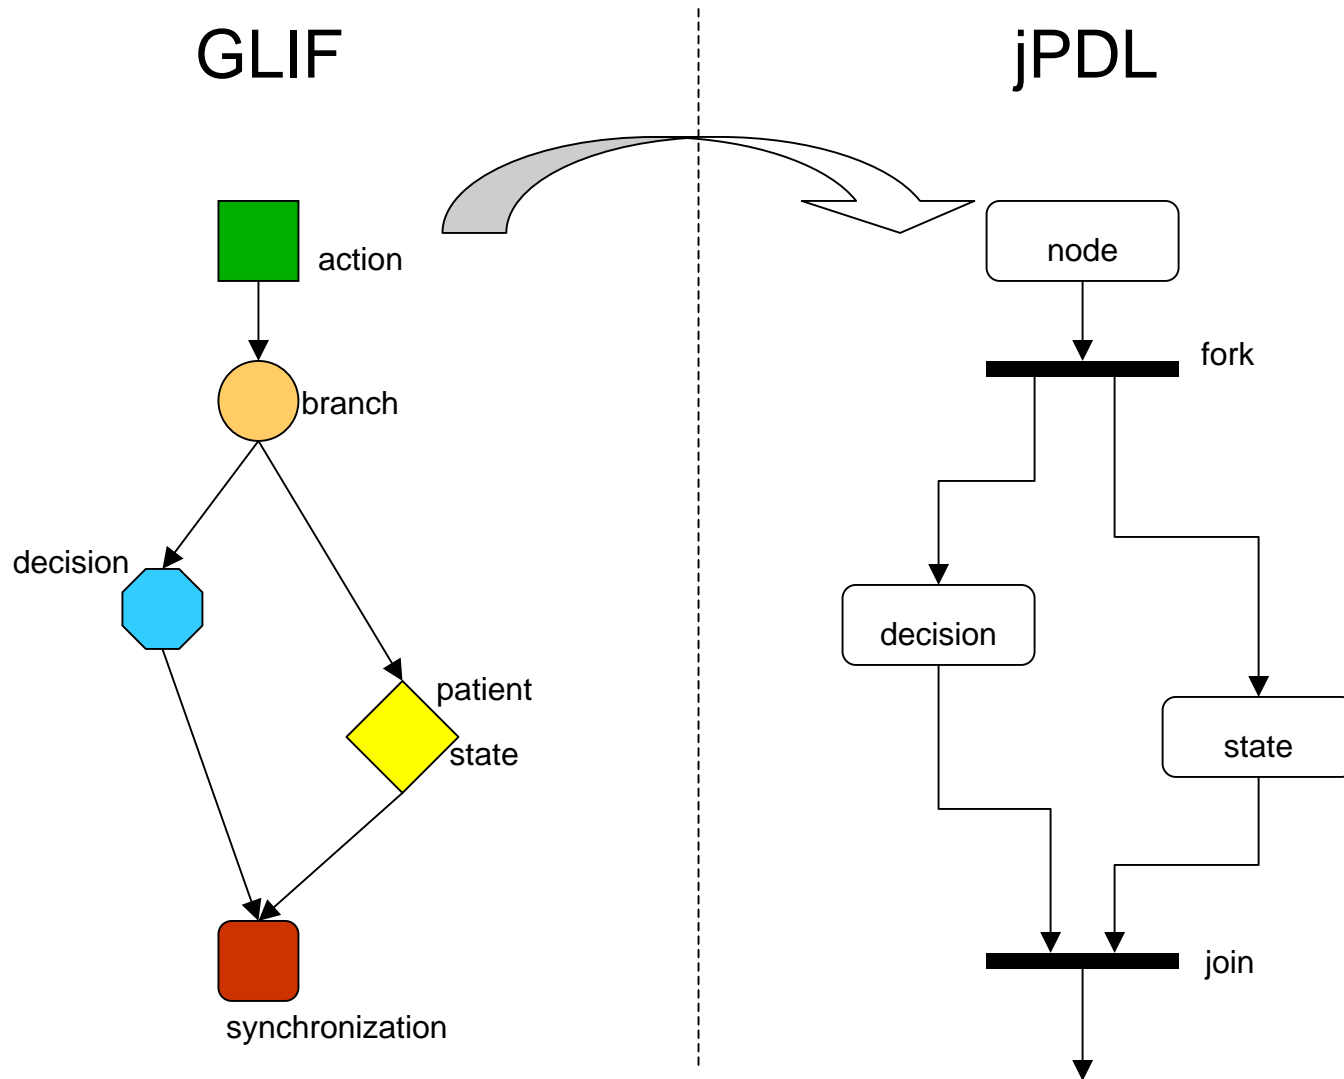 GLIF
action
branch
decision
patient
state
synchronization
jPDL
node
fork
decision
state
join